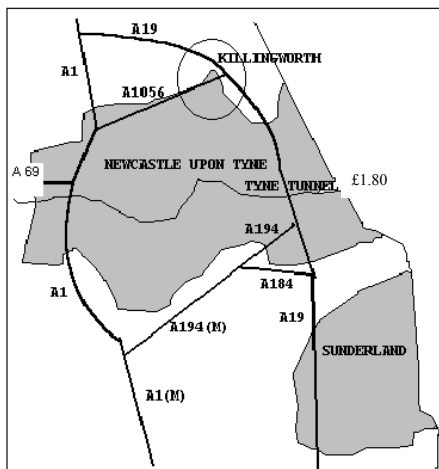 A19
KILLINGWORTH
A1
A1056
NEWCASTLE UPON TYNE
A 69
TYNE TUNNEL
£1.80
A194
A184
A1
A194(M)
A19
SUNDERLAND
A1(M)